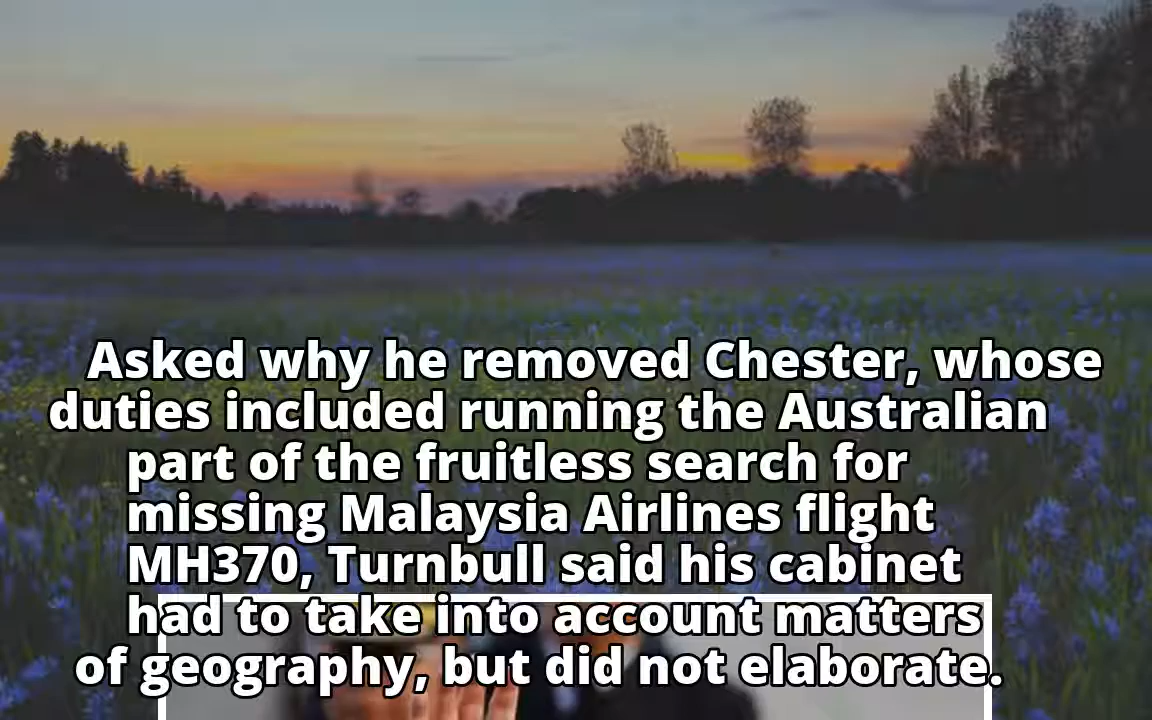 Asked why he removed Chester, whose
duties included running the Australian
part of the fruitless search for
missing Malaysia Airlines flight
MH370, Turnbull said his cabinet
had to take into account matters
of geography, but did not elaborate.